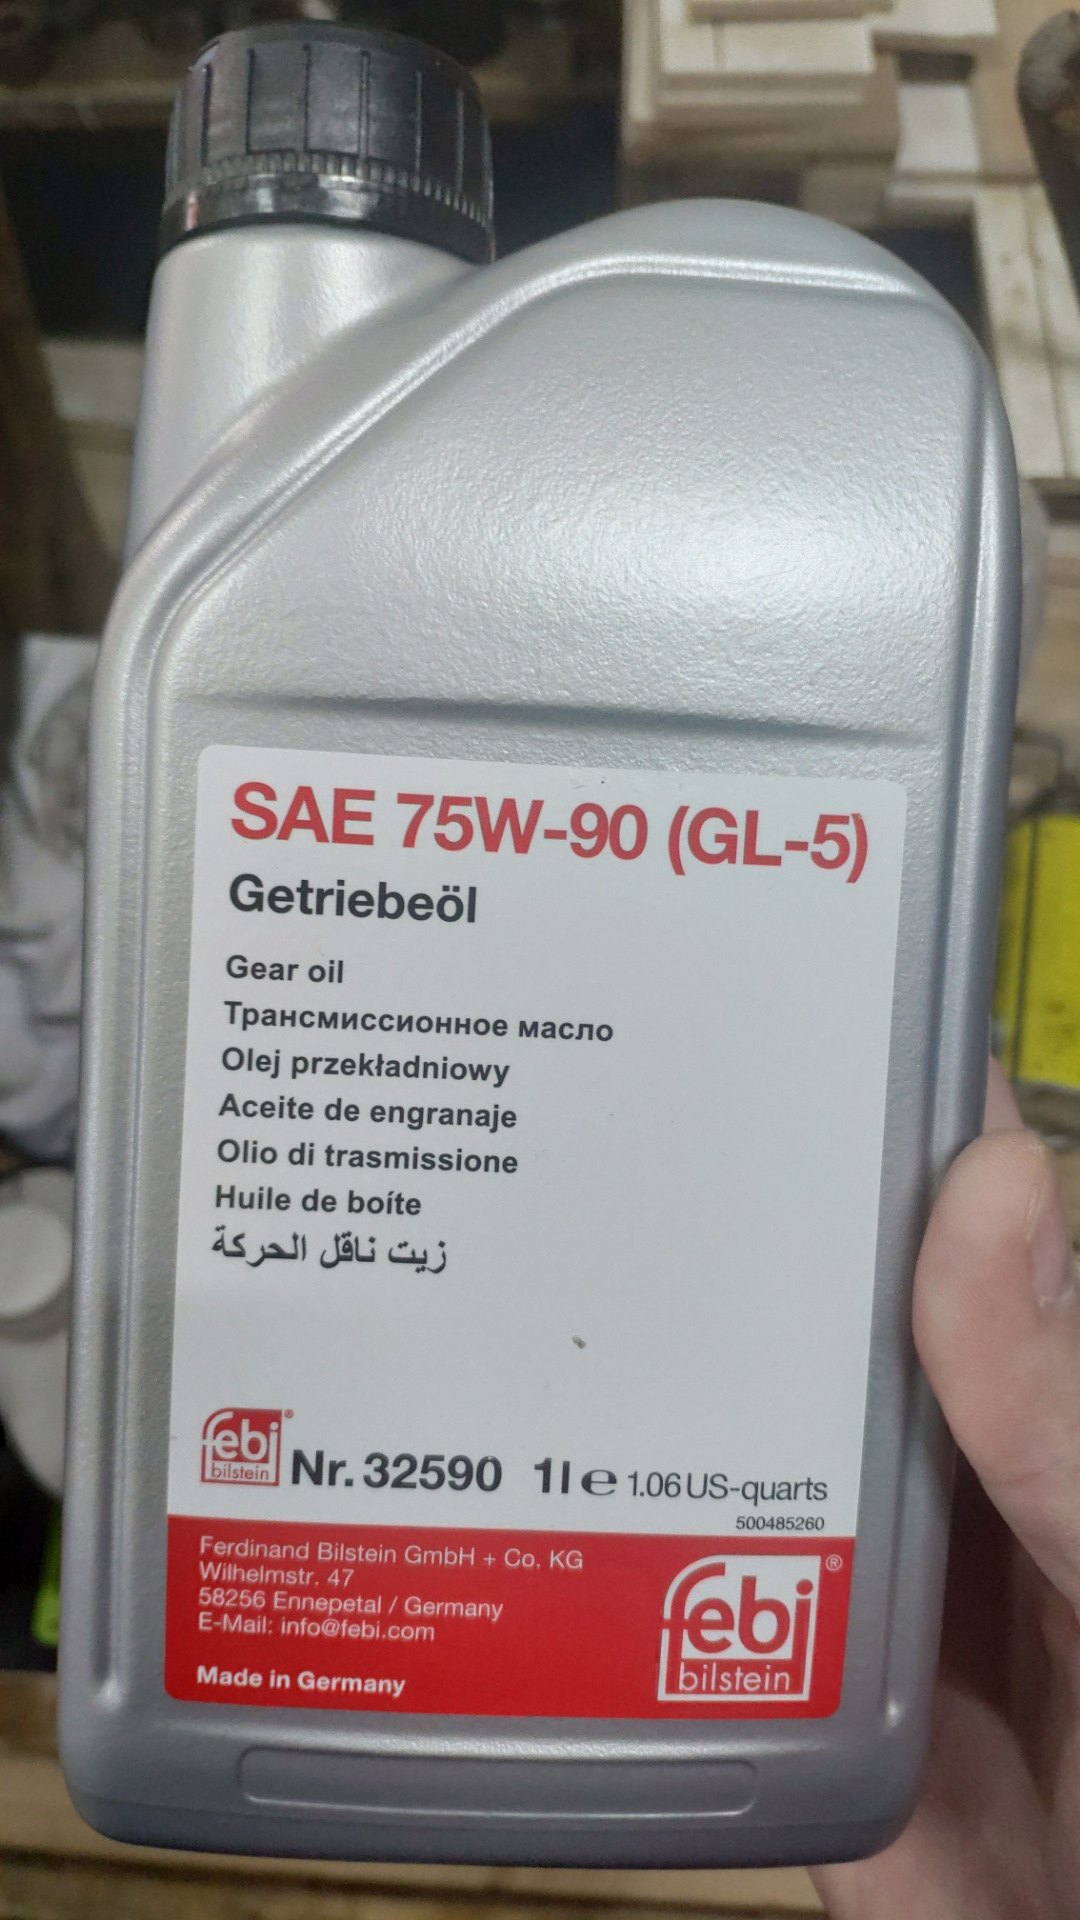 SAE 75W-90 (GL-5)
Getriebeöl
Gear oil
Трансмиссионное масло
Olej przekładniowy
Aceite de engranaje
Olio di trasmissione
Huile de boíte
زيت ناقل الحركة
febi® bilstein Nr. 32590 1l ℮ 1.06 US-quarts
500485260
Ferdinand Bilstein GmbH + Co. KG
Wilhelmstr. 47
58256 Ennepetal / Germany
E-Mail: info@febi.com
Made in Germany
febi®
bilstein